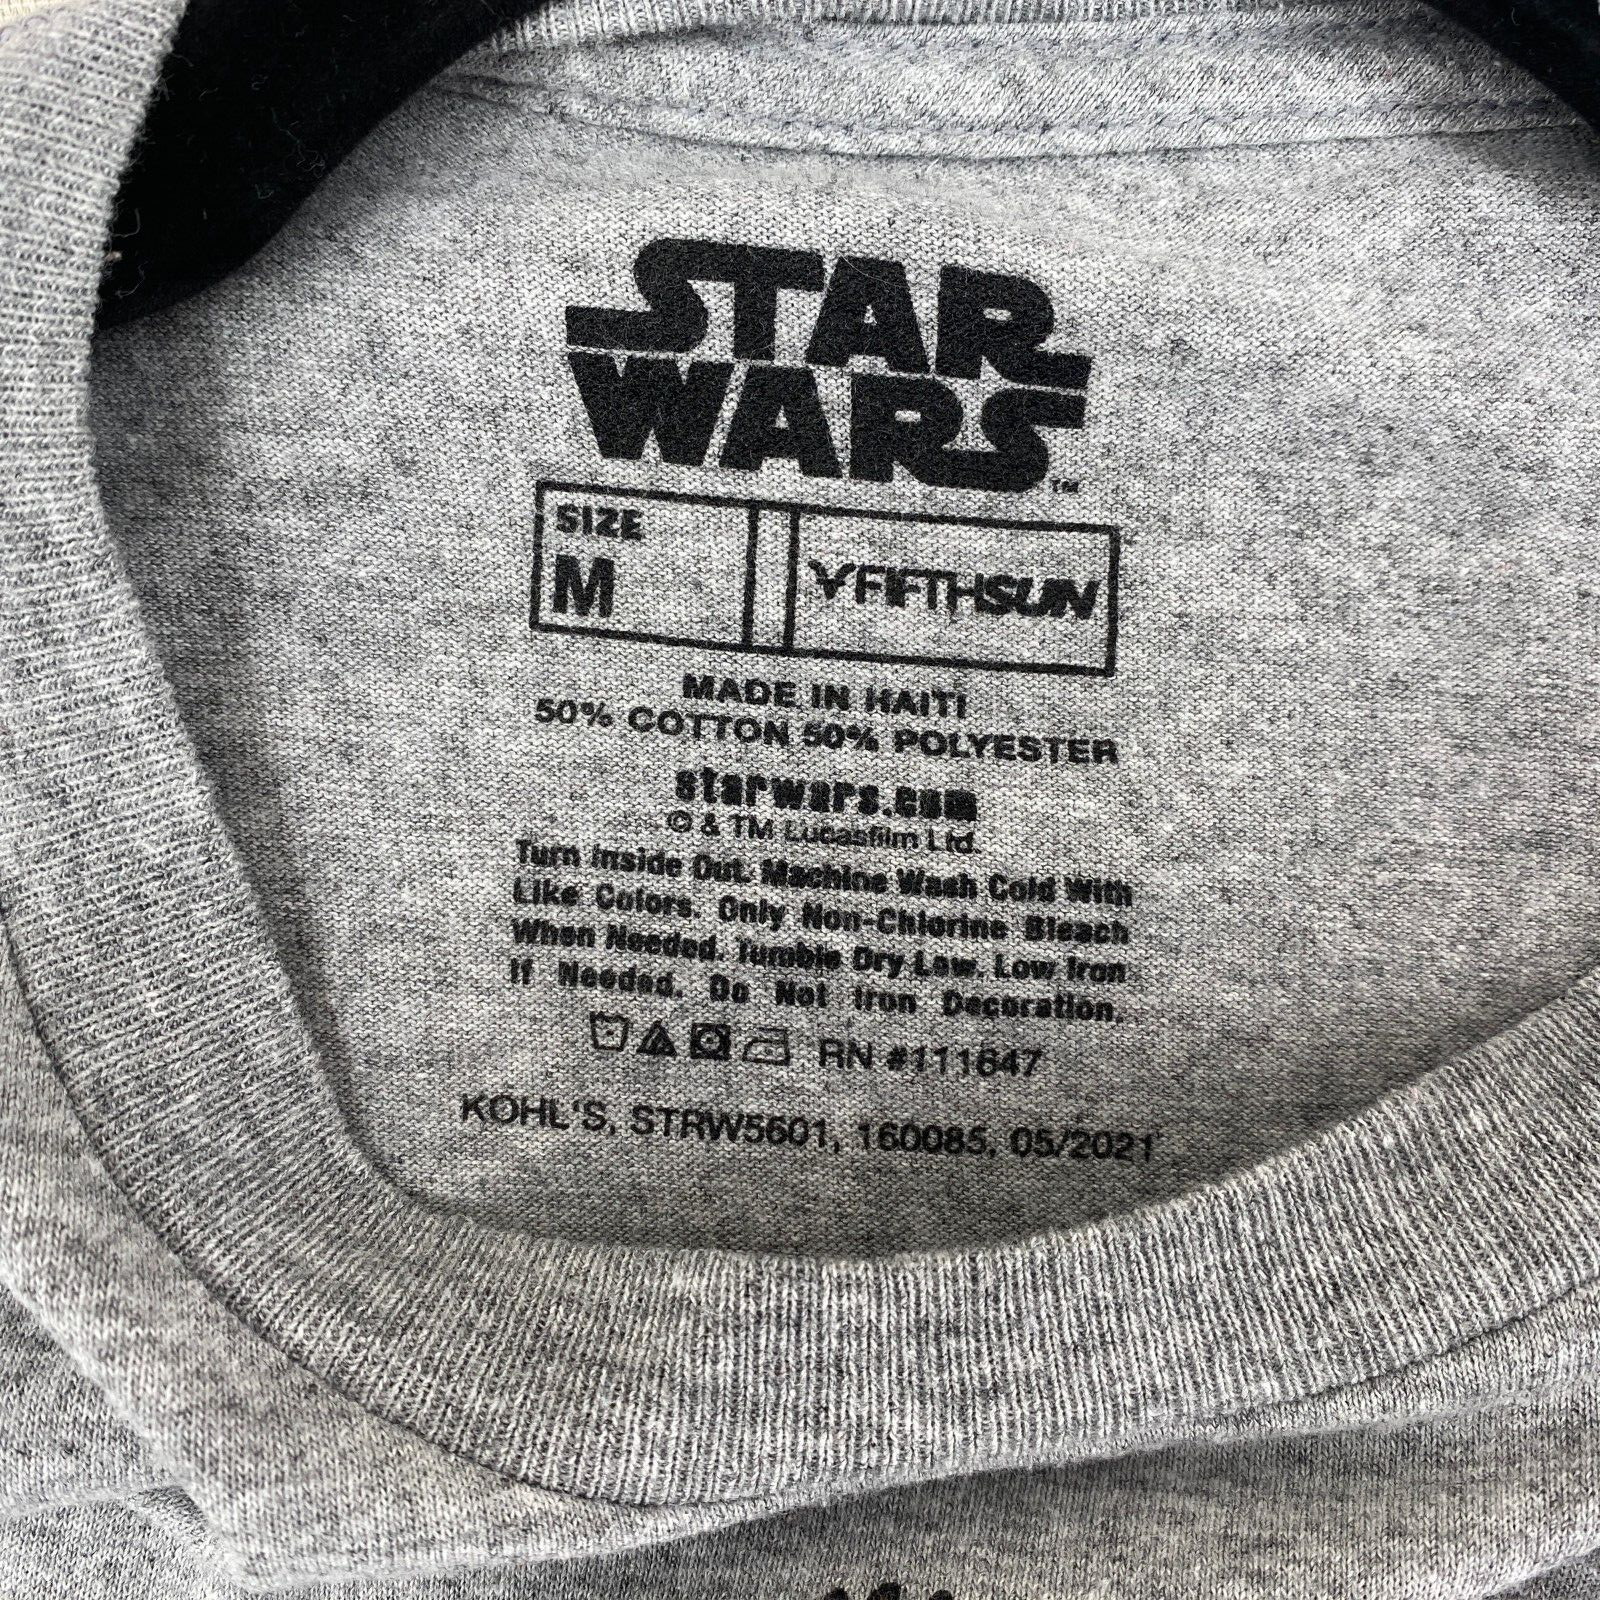 STAR
WARS
™
SIZE
M
FIFTHSUN
MADE IN HAITI
50% COTTON 50% POLYESTER
starwars.com
© & TM Lucasfilm Ltd.
Turn Inside Out. Machine Wash Cold With
Like Colors. Only Non-Chlorine Bleach
When Needed. Tumble Dry Low. Low Iron
If Needed. Do Not Iron Decoration.
RN #111647
KOHL'S, STRW5601, 160085, 05/2021